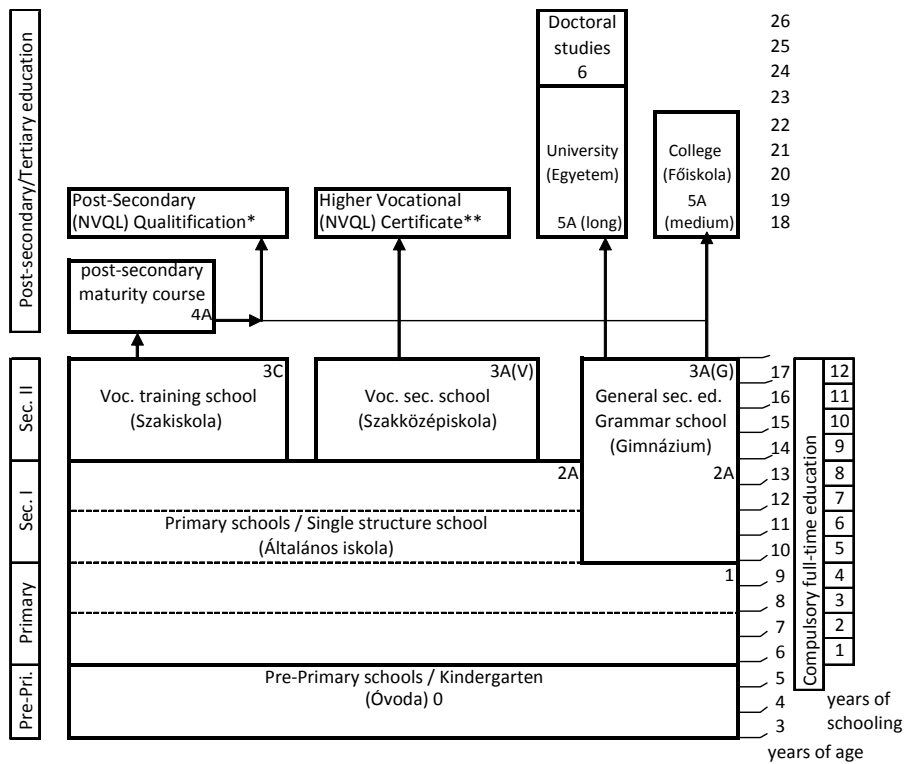 Post-secondary/Tertiary education
Doctoral
studies
6
University
(Egyetem)
5A (long)
College
(Főiskola)
5A
(medium)
Post-Secondary
(NVQL) Qualitification*
Higher Vocational
(NVQL) Certificate**
post-secondary
maturity course
4A
26
25
24
23
22
21
20
19
18
Sec. II
3C
Voc. training school
(Szakiskola)
3A(V)
Voc. sec. school
(Szakközépiskola)
3A(G)
General sec. ed.
Grammar school
(Gimnázium)
2A
Sec. I
2A
Primary schools / Single structure school
(Általános iskola)
Primary
1
Pre-Pri.
Pre-Primary schools / Kindergarten
(Óvoda) 0
17
16
15
14
13
12
11
10
9
8
7
6
5
4
3
years of age
Compulsory full-time education
12
11
10
9
8
7
6
5
4
3
2
1
years of
schooling